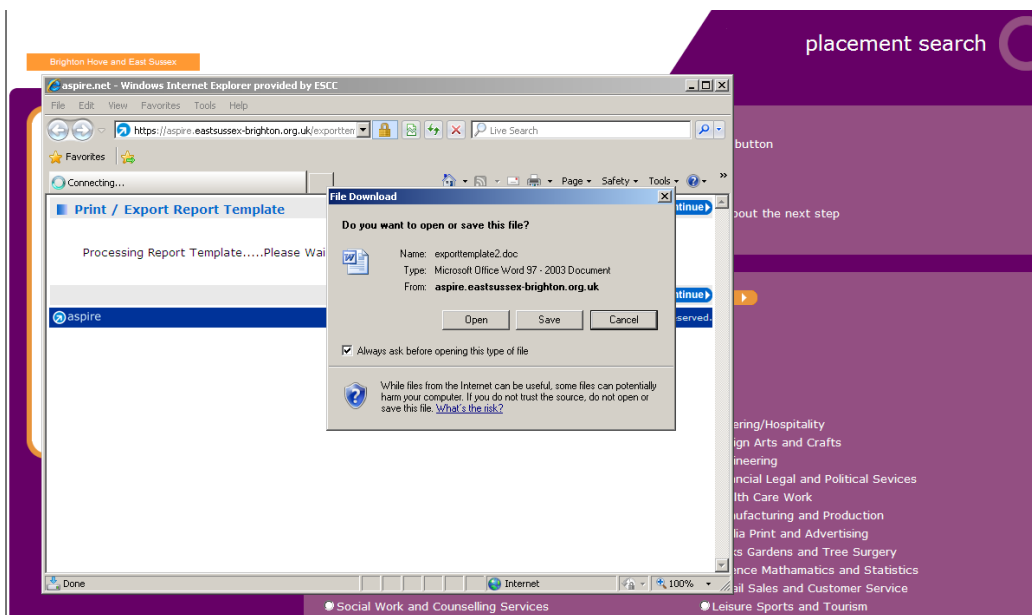 placement search
Brighton Hove and East Sussex
aspire.net - Windows Internet Explorer provided by ESCC
File Edit View Favorites Tools Help
https://aspire.eastsussex-brighton.org.uk/exporttem
Live Search
button
Favorites
Connecting...
Page Safety Tools
File Download
Print / Export Report Template
ntinue
bout the next step
Do you want to open or save this file?
Processing Report Template.....Please Wai
Name: exporttemplate2.doc
Type: Microsoft Office Word 97 - 2003 Document
From: aspire.eastsussex-brighton.org.uk
ntinue
aspire
Open Save Cancel
served.
Always ask before opening this type of file
While files from the Internet can be useful, some files can potentially
harm your computer. If you do not trust the source, do not open or
save this file. What's the risk?
ering/Hospitality
ign Arts and Crafts
ineering
ancial Legal and Political Sevices
lth Care Work
ufacturing and Production
dia Print and Advertising
ks Gardens and Tree Surgery
ence Mathamatics and Statistics
ail Sales and Customer Service
Done
Internet
100%
Social Work and Counselling Services
Leisure Sports and Tourism